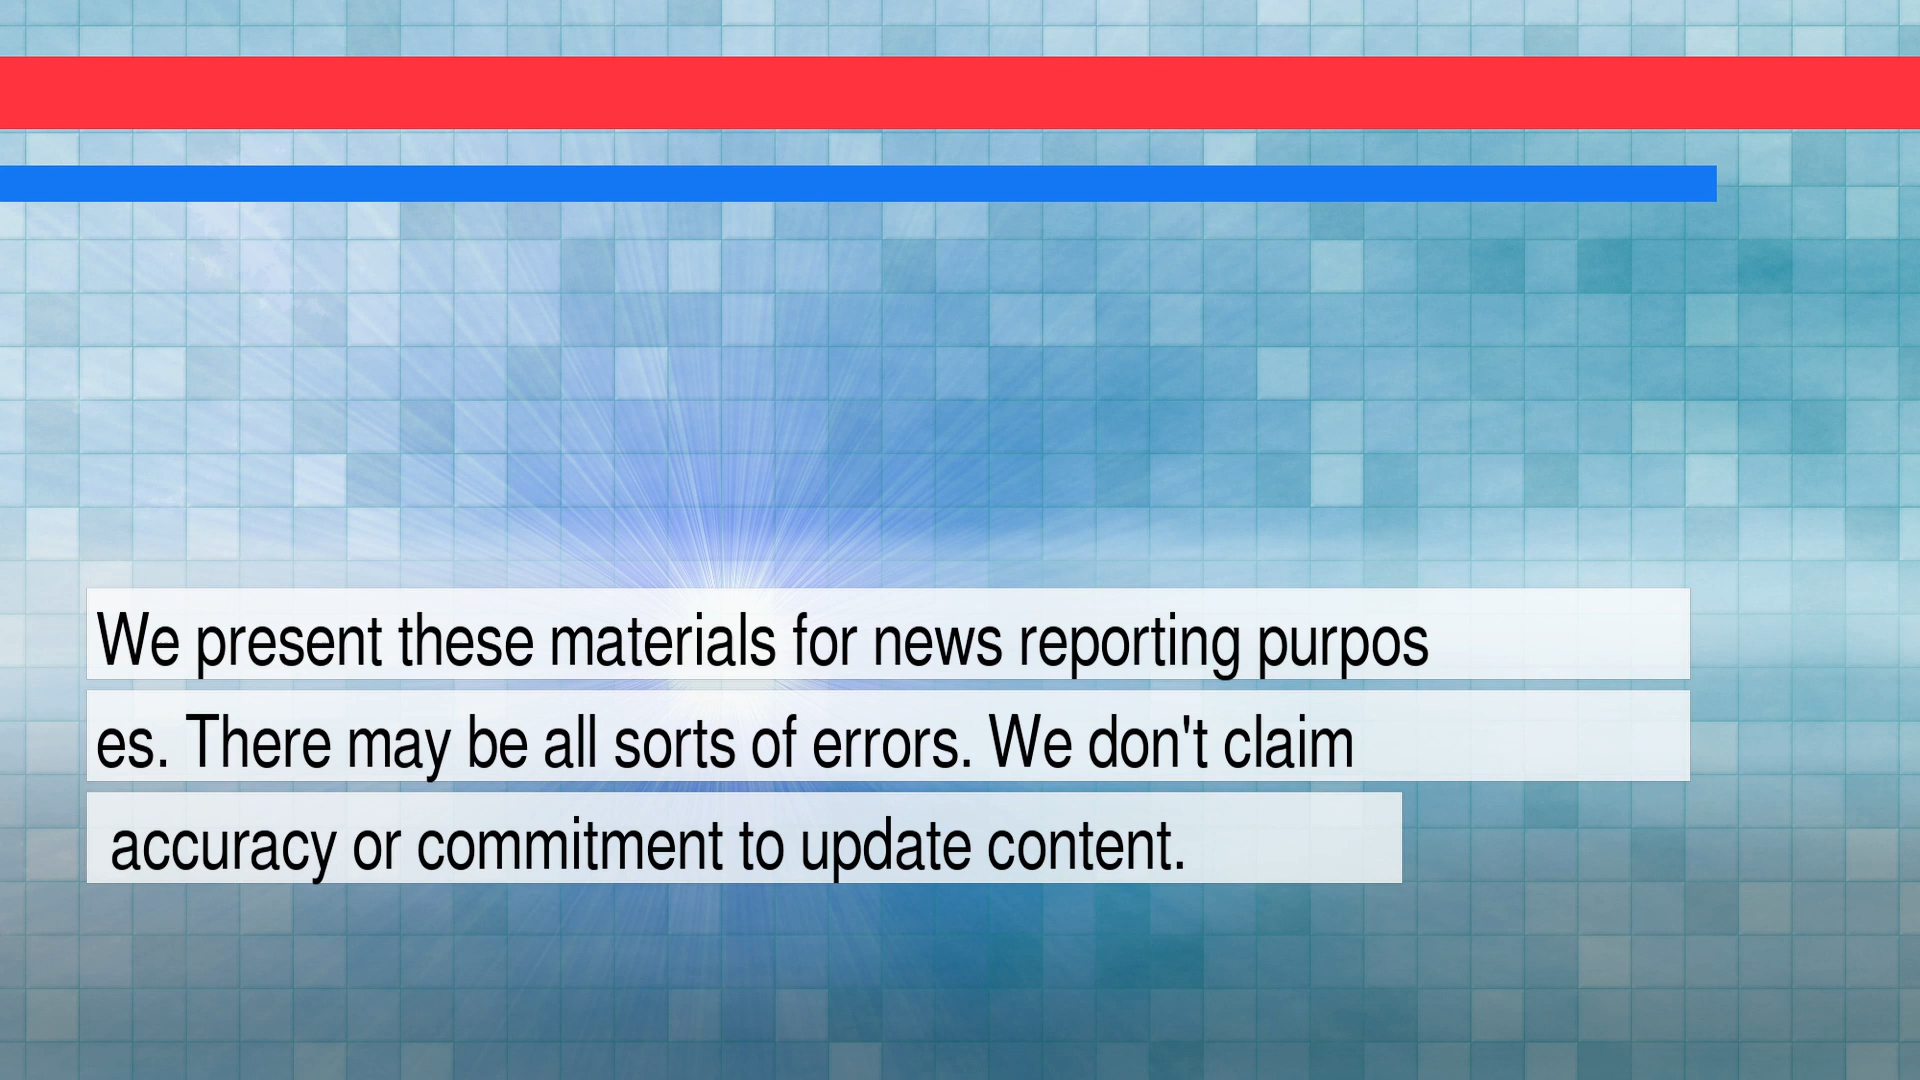 We present these materials for news reporting purpos
es. There may be all sorts of errors. We don't claim
accuracy or commitment to update content.